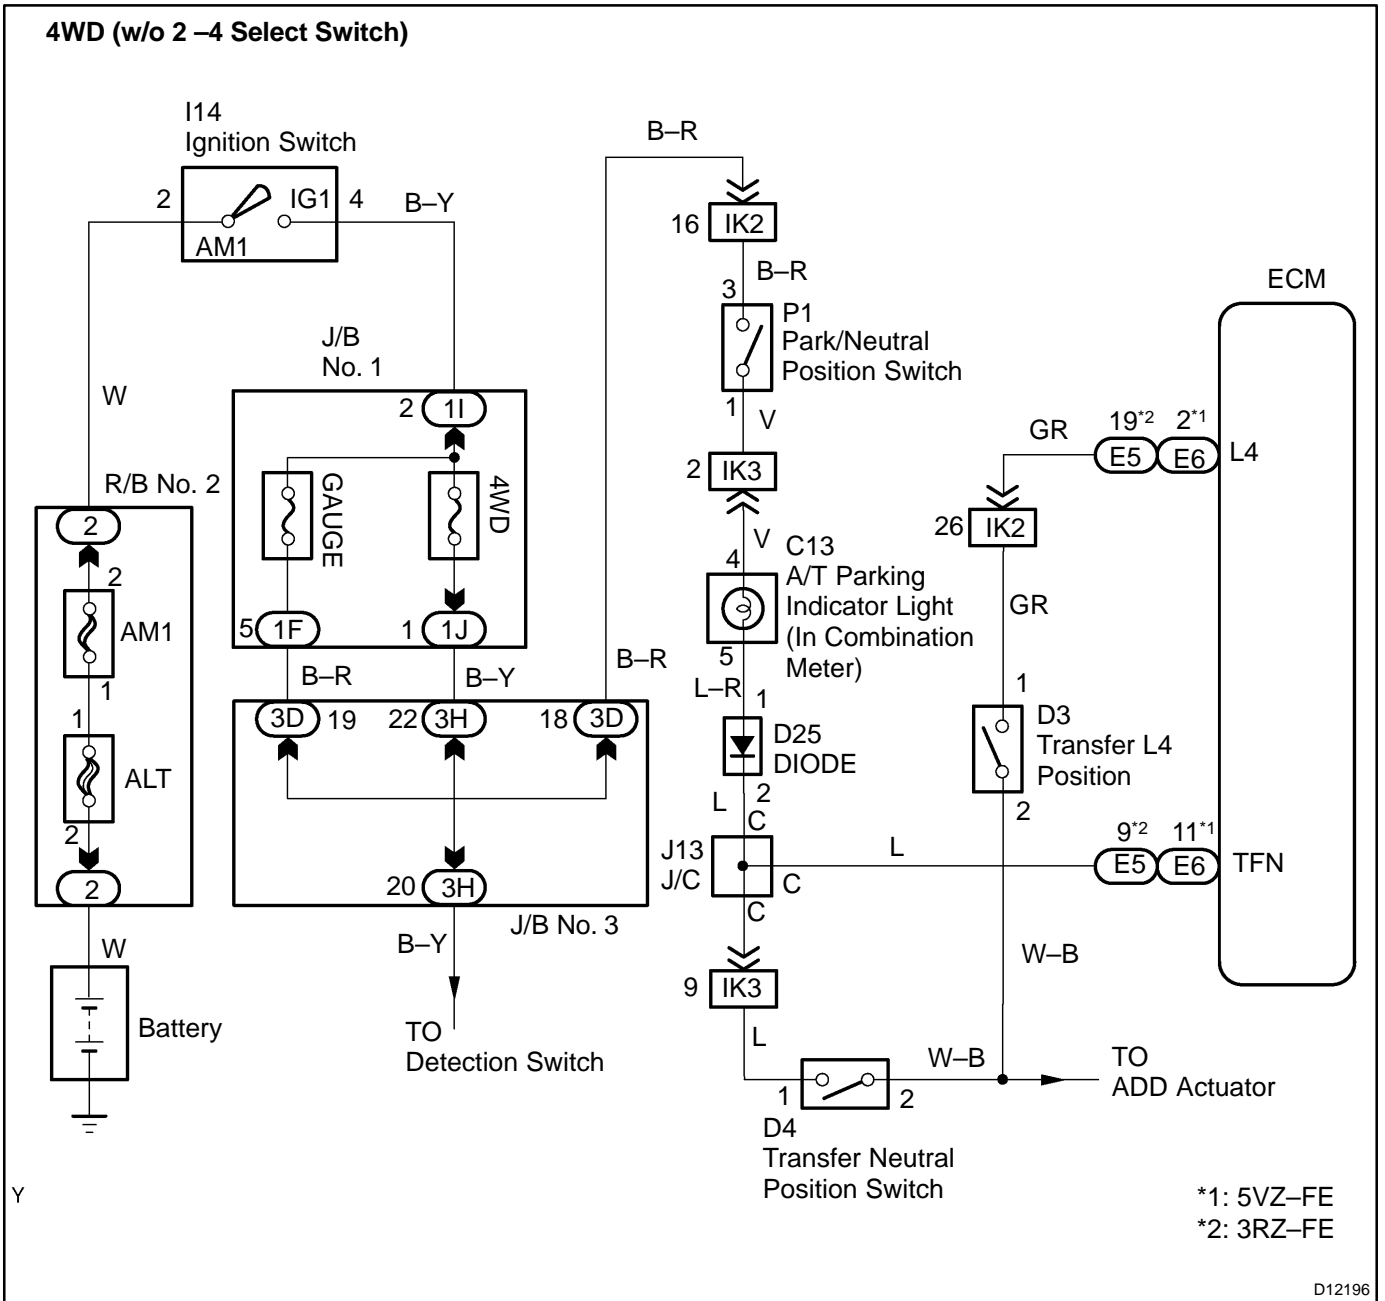 4WD (w/o 2 –4 Select Switch)
I14
Ignition Switch
2
IG1
4
AM1
B–Y
B–R
16
IK2
B–R
3
P1
Park/Neutral
Position Switch
1
V
2
IK3
V
4
C13
A/T Parking
Indicator Light
(In Combination
Meter)
5
L–R
1
D25
DIODE
2
L
C
J13
J/C
C
C
L
9
IK3
L
1
2
D4
Transfer Neutral
Position Switch
W–B
TO
ADD Actuator
W
R/B No. 2
2
2
AM1
1
1
ALT
2
2
W
Battery
J/B
No. 1
2
1I
GAUGE
4WD
5
1F
1
1J
B–R
B–Y
B–R
3D
19
22
3H
18
3D
20
3H
J/B No. 3
B–Y
TO
Detection Switch
ECM
GR
19*2
2*1
E5
E6
L4
26
IK2
GR
1
D3
Transfer L4
Position
2
9*2
11*1
E5
E6
TFN
W–B
Y
*1: 5VZ–FE
*2: 3RZ–FE
D12196